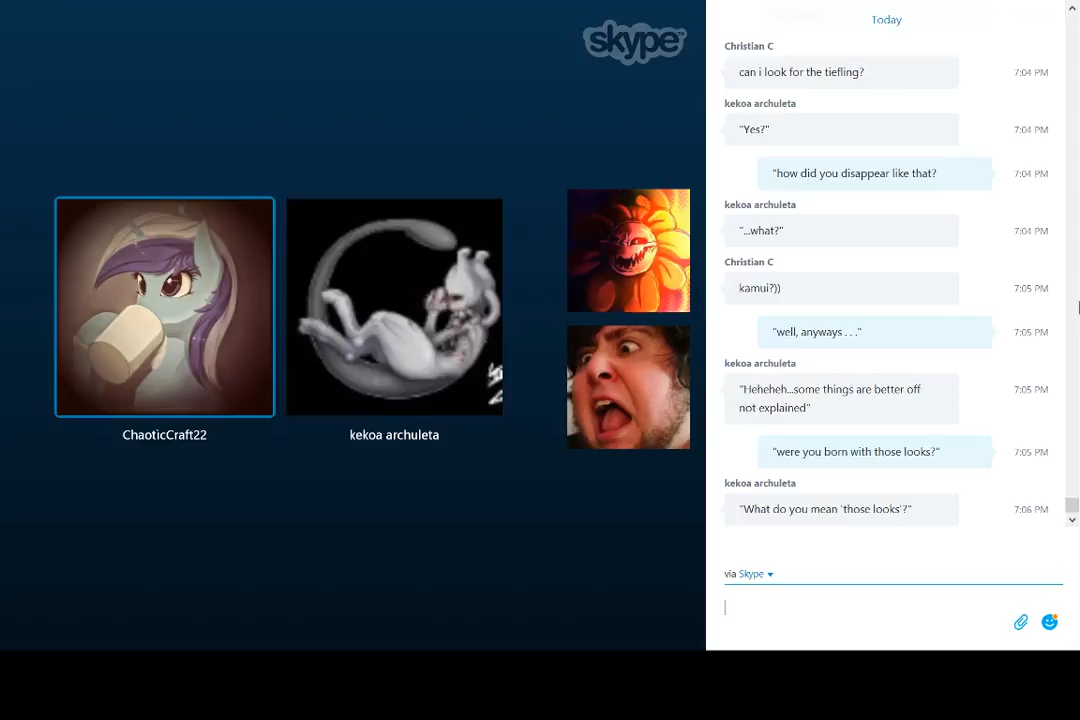 skype
ChaoticCraft22
kekoa archuleta
Today
Christian C
can i look for the tiefling?
7:04 PM
kekoa archuleta
"Yes?"
7:04 PM
"how did you disappear like that?
7:04 PM
kekoa archuleta
"...what?"
7:04 PM
Christian C
kamui?))
7:05 PM
"well, anyways . . ."
7:05 PM
kekoa archuleta
"Heheheh...some things are better off
not explained"
7:05 PM
"were you born with those looks?"
7:05 PM
kekoa archuleta
"What do you mean 'those looks'?"
7:06 PM
via Skype